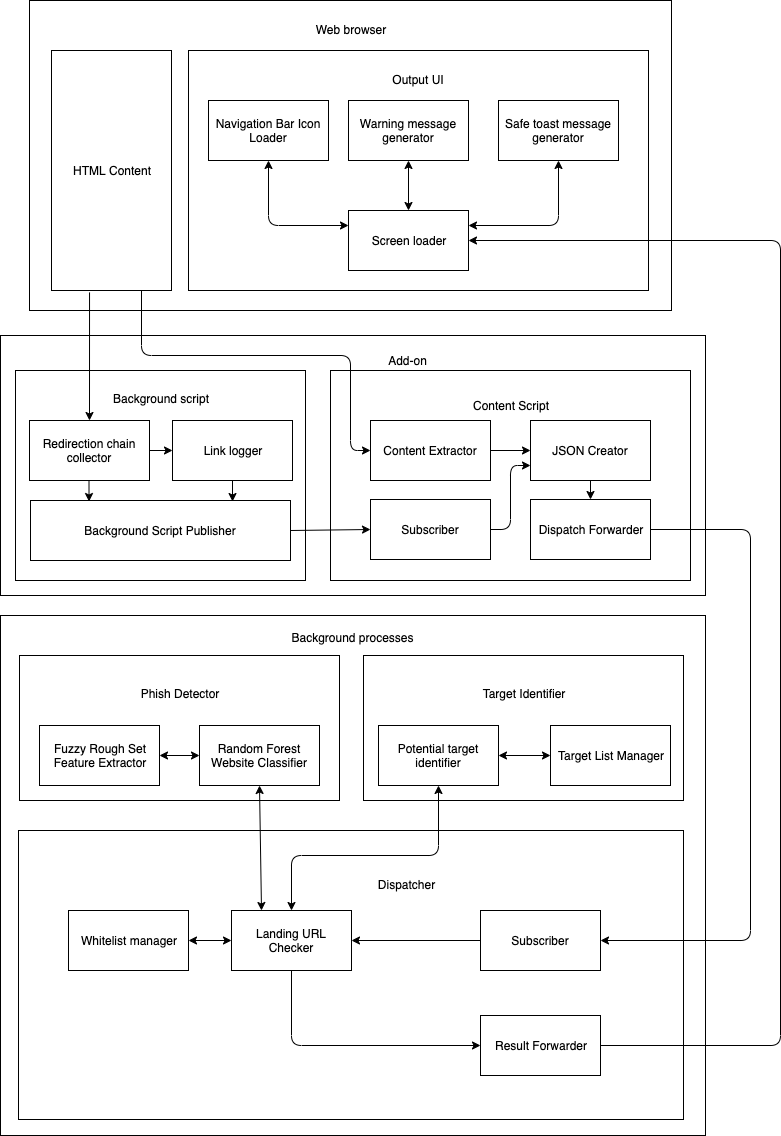 Web browser
HTML Content
Output UI
Navigation Bar Icon
Loader
Warning message
generator
Safe toast message
generator
Screen loader
Add-on
Background script
Redirection chain
collector
Link logger
Background Script Publisher
Content Script
Content Extractor
JSON Creator
Subscriber
Dispatch Forwarder
Background processes
Phish Detector
Fuzzy Rough Set
Feature Extractor
Random Forest
Website Classifier
Target Identifier
Potential target
identifier
Target List Manager
Dispatcher
Whitelist manager
Landing URL
Checker
Subscriber
Result Forwarder